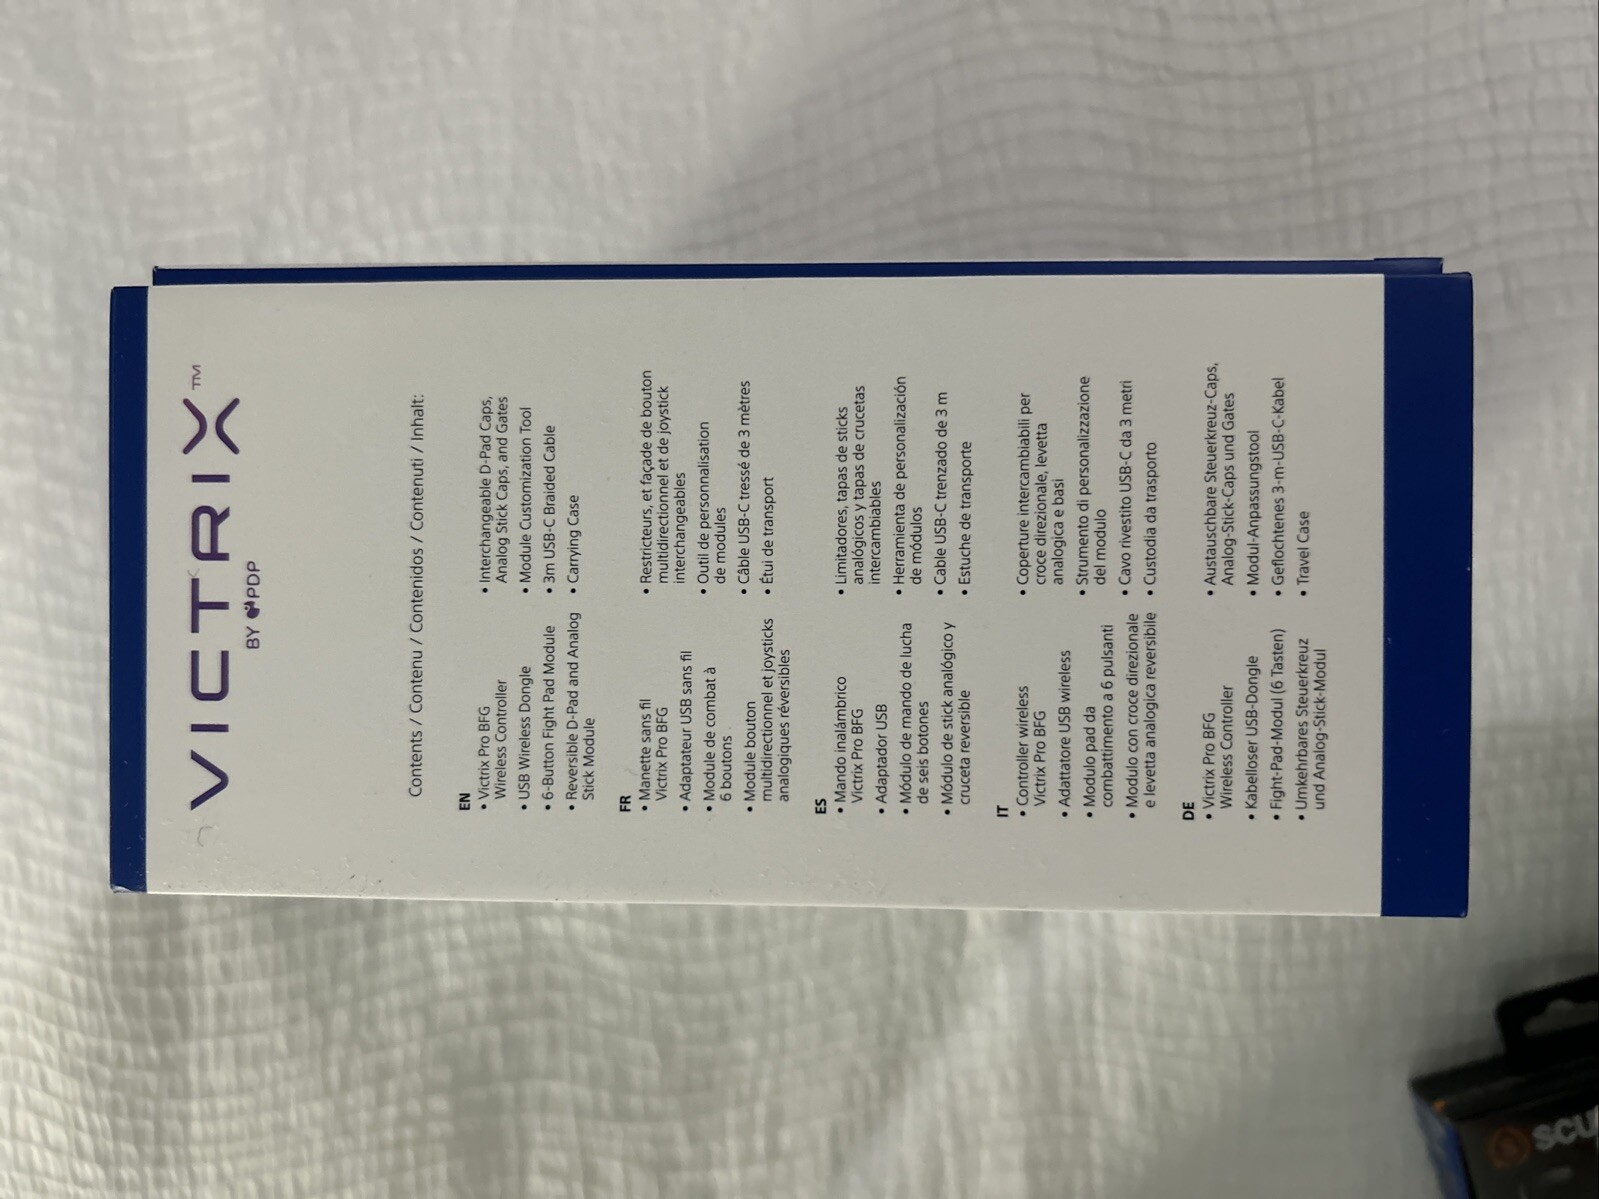 VICTRIX™
BY PDP
Contents / Contenu / Contenidos / Contenuti / Inhalt:
EN
• Victrix Pro BFG
Wireless Controller
• USB Wireless Dongle
• 6-Button Fight Pad Module
• Reversible D-Pad and Analog
Stick Module
• Interchangeable D-Pad Caps,
Analog Stick Caps, and Gates
• Module Customization Tool
• 3m USB-C Braided Cable
• Carrying Case
FR
• Manette sans fil
Victrix Pro BFG
• Adaptateur USB sans fil
• Module de combat à
6 boutons
• Module bouton
multidirectionnel et joysticks
analogiques réversibles
• Restricteurs, et façade de bouton
multidirectionnel et de joystick
interchangeables
• Outil de personnalisation
de modules
• Câble USB-C tressé de 3 mètres
• Étui de transport
ES
• Mando inalámbrico
Victrix Pro BFG
• Adaptador USB
• Módulo de mando de lucha
de seis botones
• Módulo de stick analógico y
cruceta reversible
• Limitadores, tapas de sticks
analógicos y tapas de crucetas
intercambiables
• Herramienta de personalización
de módulos
• Cable USB-C trenzado de 3 m
• Estuche de transporte
IT
• Controller wireless
Victrix Pro BFG
• Adattatore USB wireless
• Modulo pad da
combattimento a 6 pulsanti
• Modulo con croce direzionale
e levetta analogica reversibile
• Coperture intercambiabili per
croce direzionale, levetta
analogica e basi
• Strumento di personalizzazione
del modulo
• Cavo rivestito USB-C da 3 metri
• Custodia da trasporto
DE
• Victrix Pro BFG
Wireless Controller
• Kabelloser USB-Dongle
• Fight-Pad-Modul (6 Tasten)
• Umkehrbares Steuerkreuz
und Analog-Stick-Modul
• Austauschbare Steuerkreuz-Caps,
Analog-Stick-Caps und Gates
• Modul-Anpassungstool
• Geflochtenes 3-m-USB-C-Kabel
• Travel Case